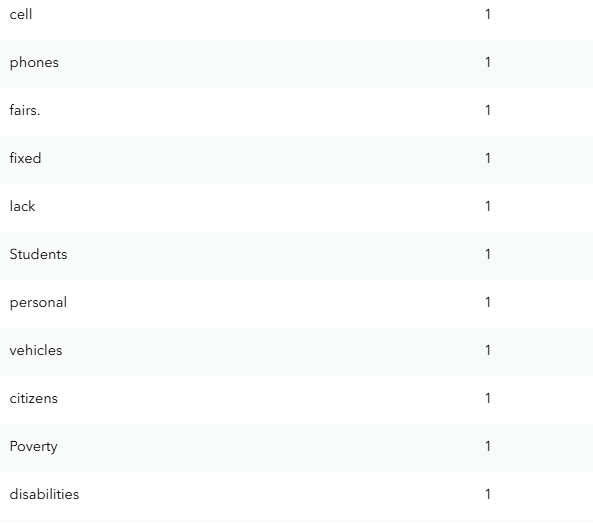 cell 1
phones 1
fairs. 1
fixed 1
lack 1
Students 1
personal 1
vehicles 1
citizens 1
Poverty 1
disabilities 1